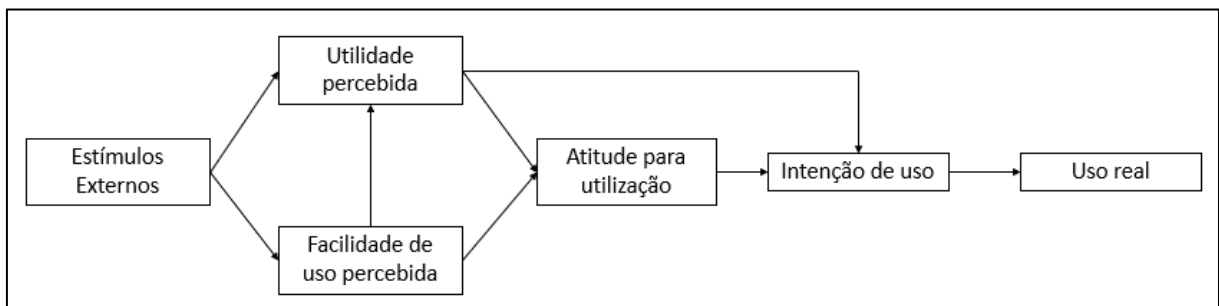 Utilidade
percebida
Estímulos
Externos
Atitude para
utilização
Intenção de uso
Uso real
Facilidade de
uso percebida